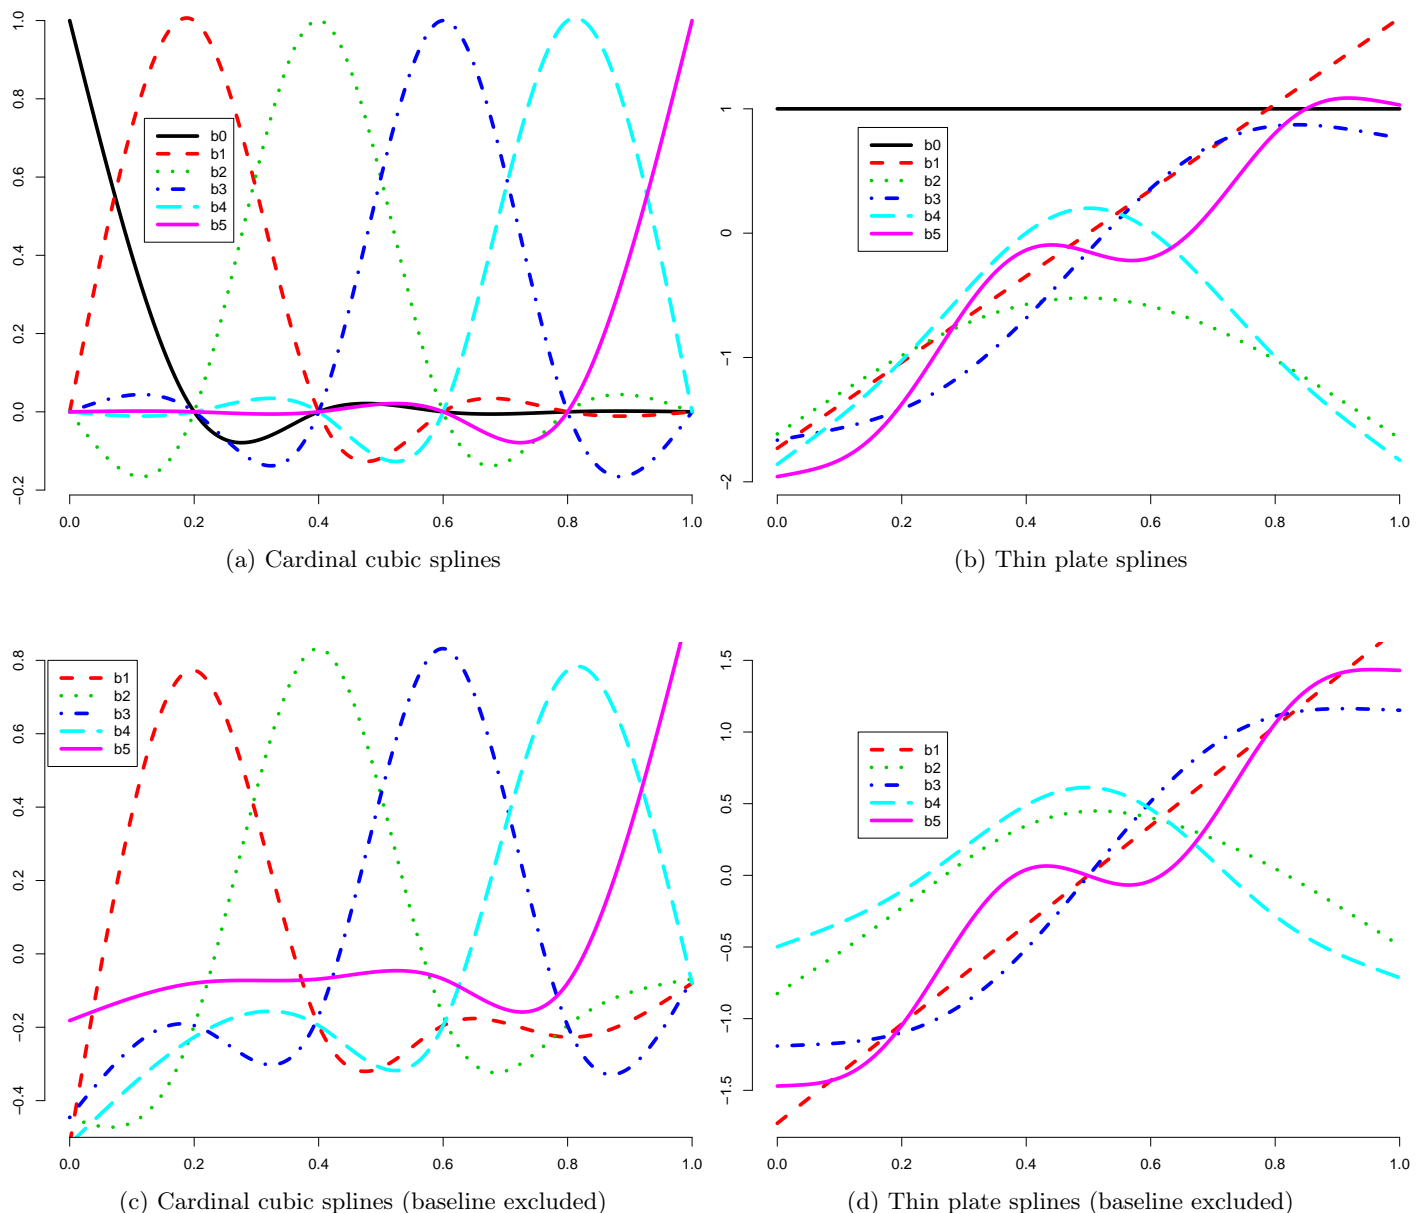 1.0
0.8
0.6
0.4
0.2
0.0
−0.2
b0
b1
b2
b3
b4
b5
0.0 0.2 0.4 0.6 0.8 1.0
(a) Cardinal cubic splines
1
0
−1
−2
b0
b1
b2
b3
b4
b5
0.0 0.2 0.4 0.6 0.8 1.0
(b) Thin plate splines
0.8
0.6
0.4
0.2
0.0
−0.2
−0.4
b1
b2
b3
b4
b5
0.0 0.2 0.4 0.6 0.8 1.0
(c) Cardinal cubic splines (baseline excluded)
1.5
1.0
0.5
0.0
−0.5
−1.0
−1.5
b1
b2
b3
b4
b5
0.0 0.2 0.4 0.6 0.8 1.0
(d) Thin plate splines (baseline excluded)